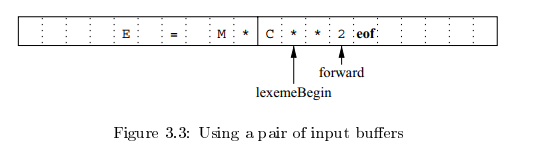 E = M * C * * 2 eof
forward
lexemeBegin
Figure 3.3: Using a pair of input buffers